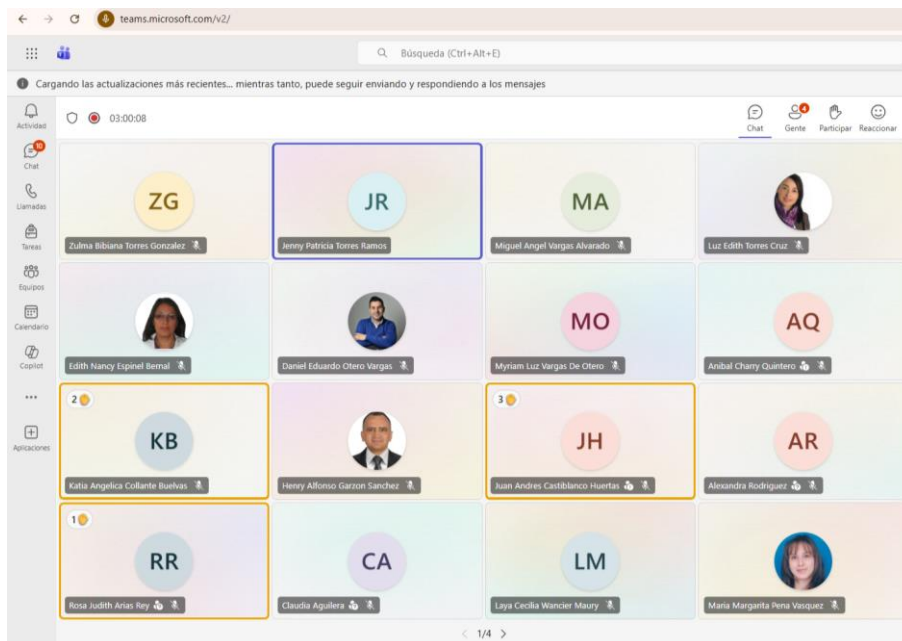 teams.microsoft.com/v2/
Búsqueda (Ctrl+Alt+E)
Cargando las actualizaciones más recientes... mientras tanto, puede seguir enviando y respondiendo a los mensajes
Actividad
10
Chat
Llamadas
Tareas
Equipos
Calendario
Copilot
Aplicaciones
03:00:08
Chat
4
Gente
Participar
Reaccionar
ZG
Zulma Bibiana Torres Gonzalez
JR
Jenny Patricia Torres Ramos
MA
Miguel Angel Vargas Alvarado
Luz Edith Torres Cruz
Edith Nancy Espinel Bernal
Daniel Eduardo Otero Vargas
MO
Myriam Luz Vargas De Otero
AQ
Anibal Charry Quintero
2
KB
Katia Angelica Collante Buelvas
Henry Alfonso Garzon Sanchez
3
JH
Juan Andres Castiblanco Huertas
AR
Alexandra Rodriguez
1
RR
Rosa Judith Arias Rey
CA
Claudia Aguilera
LM
Laya Cecilia Wancier Maury
Maria Margarita Pena Vasquez
1/4